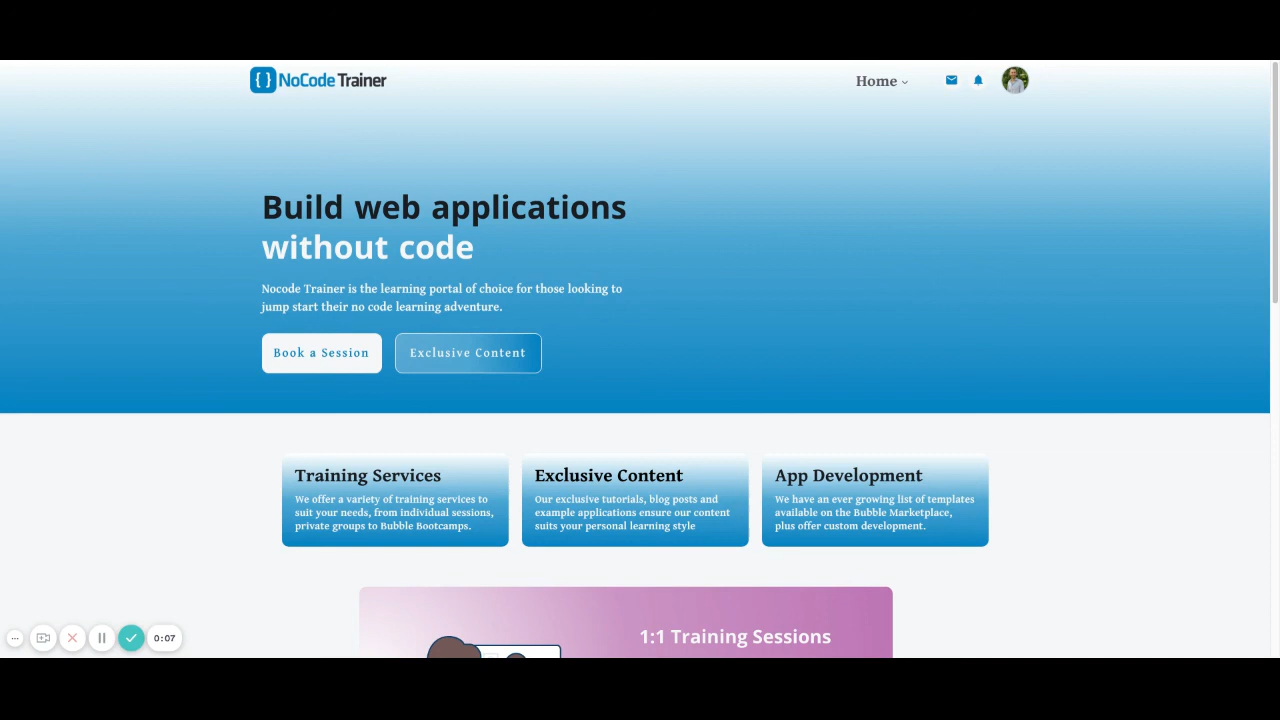 { } NoCode Trainer
Home
Build web applications
without code
Nocode Trainer is the learning portal of choice for those looking to
jump start their no code learning adventure.
Book a Session
Exclusive Content
Training Services
We offer a variety of training services to
suit your needs, from individual sessions,
private groups to Bubble Bootcamps.
Exclusive Content
Our exclusive tutorials, blog posts and
example applications ensure our content
suits your personal learning style
App Development
We have an ever growing list of templates
available on the Bubble Marketplace,
plus offer custom development.
1:1 Training Sessions
0:07